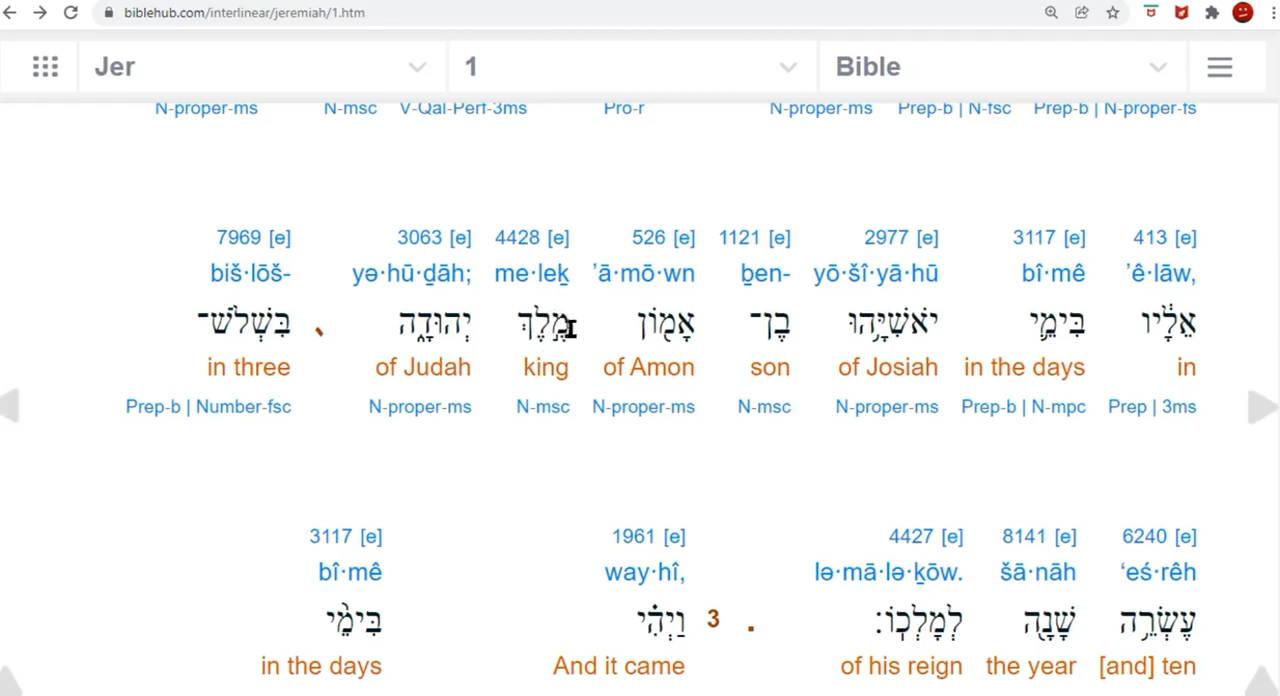 biblehub.com/interlinear/jeremiah/1.htm
Jer 1 Bible
N-proper-ms N-msc V-Qal-Perf-3ms Pro-r N-proper-ms Prep-b | N-fsc Prep-b | N-proper-fs
7969 [e] 3063 [e] 4428 [e] 526 [e] 1121 [e] 2977 [e] 3117 [e] 413 [e]
biš·lōš- yə·hū·ḏāh; me·leḵ ’ā·mō·wn ḇen- yō·šî·yā·hū bî·mê ’ê·lāw,
אֵלָ֔יו בִּימֵ֛י יֹאשִׁיָּ֥הוּ בֶן־ אָמ֖וֹן מֶ֣לֶךְ יְהוּדָ֑ה ، בִּשְׁלֹשׁ־
in three of Judah king of Amon son of Josiah in the days in
Prep-b | Number-fsc N-proper-ms N-msc N-proper-ms N-msc N-proper-ms Prep-b | N-mpc Prep | 3ms
3117 [e] 1961 [e] 4427 [e] 8141 [e] 6240 [e]
bî·mê way·hî, lə·mā·lə·ḵōw. šā·nāh ‘eś·rêh
עֶשְׂרֵ֥ה שָׁנָ֖ה לְמָלְכֽוֹ׃ . 3 וַיְהִ֗י בִּימֵ֨י
in the days And it came of his reign the year [and] ten